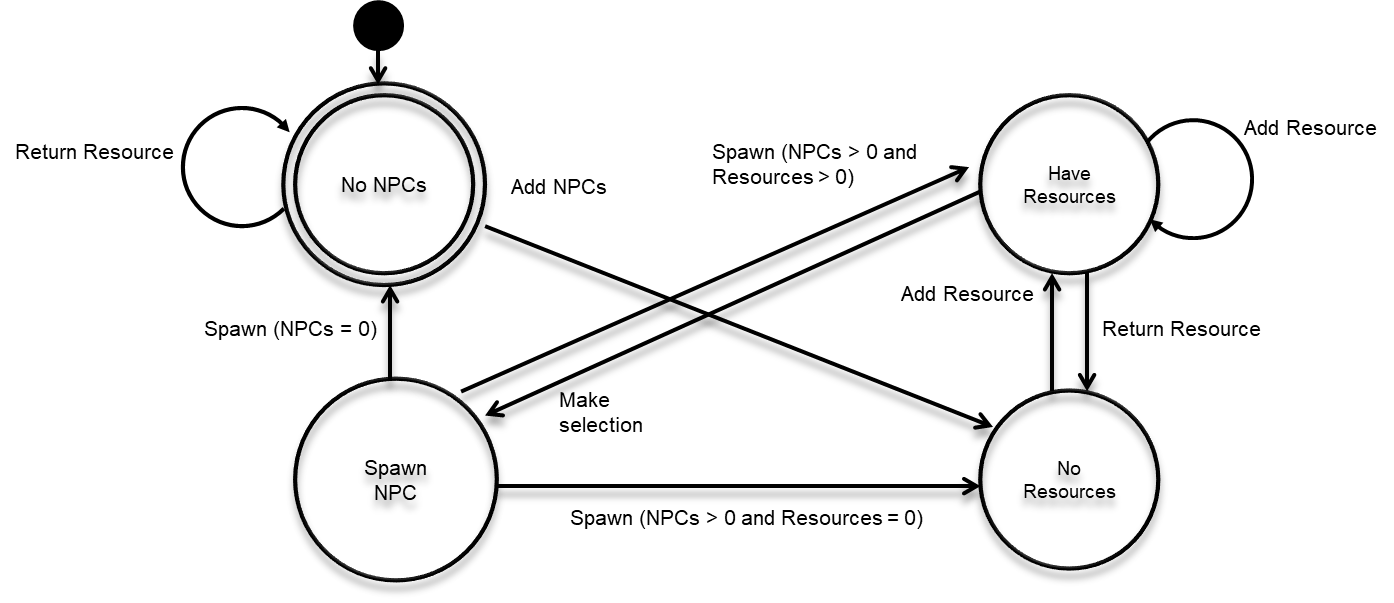 Return Resource
No NPCs
Add NPCs
Spawn (NPCs > 0 and
Resources > 0)
Have
Resources
Add Resource
Spawn (NPCs = 0)
Add Resource
Return Resource
Make
selection
Spawn
NPC
No
Resources
Spawn (NPCs > 0 and Resources = 0)